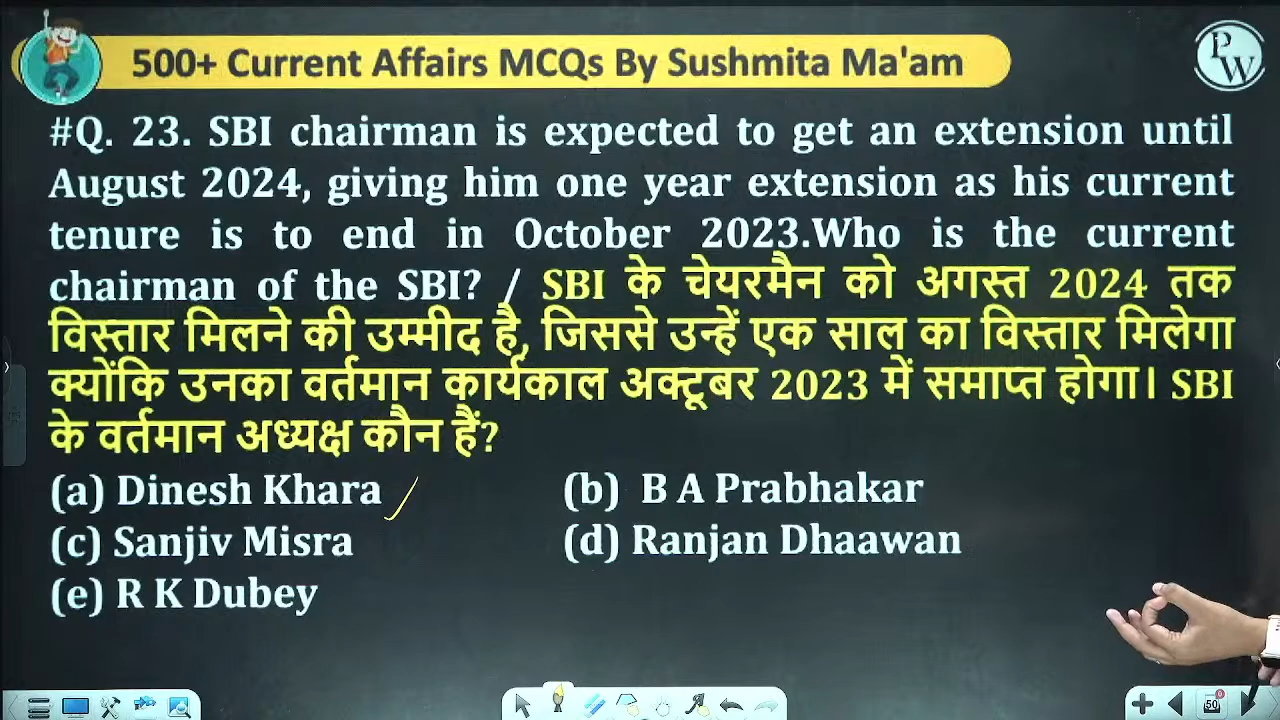 500+ Current Affairs MCQs By Sushmita Ma'am
PW
#Q. 23. SBI chairman is expected to get an extension until
August 2024, giving him one year extension as his current
tenure is to end in October 2023.Who is the current
chairman of the SBI? / SBI के चेयरमैन को अगस्त 2024 तक
विस्तार मिलने की उम्मीद है, जिससे उन्हें एक साल का विस्तार मिलेगा
क्योंकि उनका वर्तमान कार्यकाल अक्टूबर 2023 में समाप्त होगा। SBI
के वर्तमान अध्यक्ष कौन हैं?
(a) Dinesh Khara
(b) B A Prabhakar
(c) Sanjiv Misra
(d) Ranjan Dhaawan
(e) R K Dubey
50